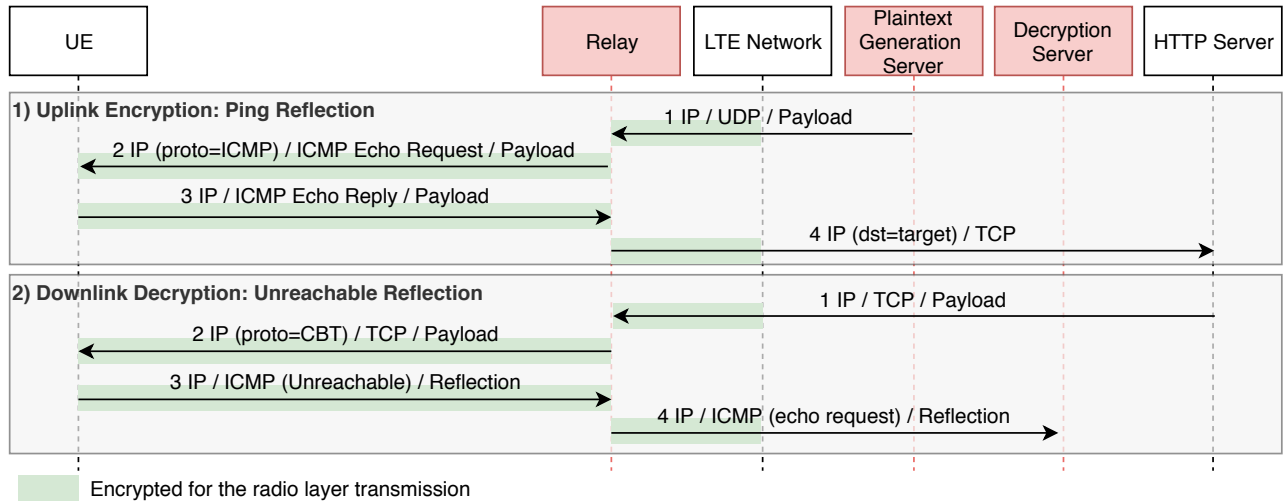 UE
Relay
LTE Network
Plaintext
Generation
Server
Decryption
Server
HTTP Server
1) Uplink Encryption: Ping Reflection
1 IP / UDP / Payload
2 IP (proto=ICMP) / ICMP Echo Request / Payload
3 IP / ICMP Echo Reply / Payload
4 IP (dst=target) / TCP
2) Downlink Decryption: Unreachable Reflection
1 IP / TCP / Payload
2 IP (proto=CBT) / TCP / Payload
3 IP / ICMP (Unreachable) / Reflection
4 IP / ICMP (echo request) / Reflection
Encrypted for the radio layer transmission